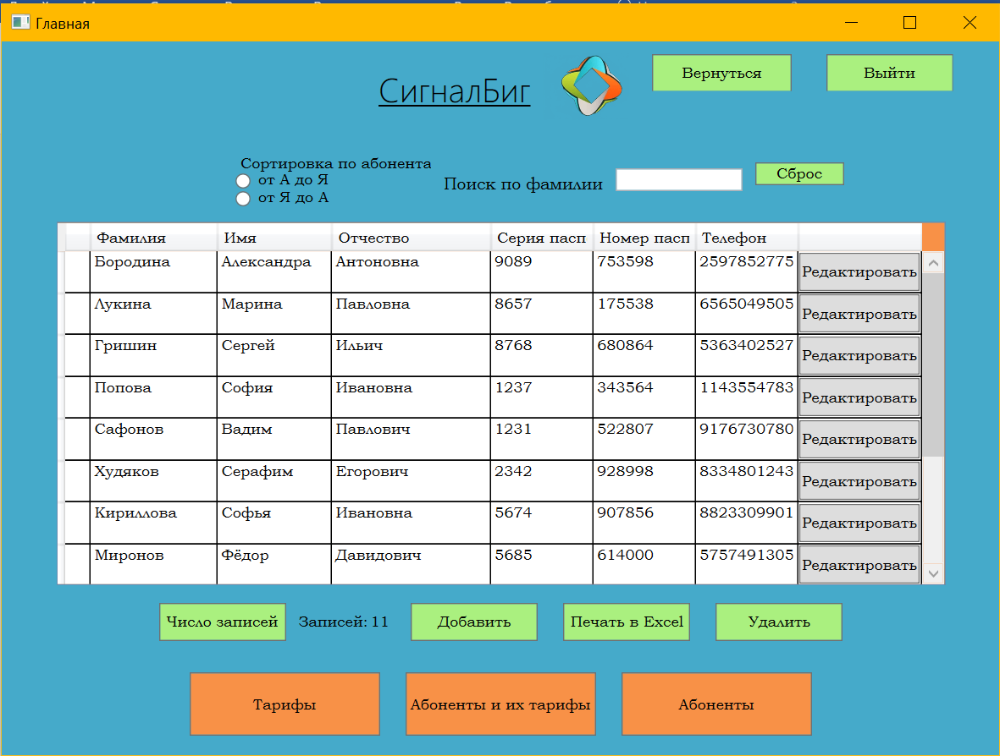 Главная
СигналБиг
Вернуться
Выйти
Сортировка по абонента
от А до Я
от Я до А
Поиск по фамилии
Сброс
Фамилия Имя Отчество Серия пасп Номер пасп Телефон
Бородина Александра Антоновна 9089 753598 2597852775 Редактировать
Лукина Марина Павловна 8657 175538 6565049505 Редактировать
Гришин Сергей Ильич 8768 680864 5363402527 Редактировать
Попова София Ивановна 1237 343564 1143554783 Редактировать
Сафонов Вадим Павлович 1231 522807 9176730780 Редактировать
Худяков Серафим Егорович 2342 928998 8334801243 Редактировать
Кириллова Софья Ивановна 5674 907856 8823309901 Редактировать
Миронов Фёдор Давидович 5685 614000 5757491305 Редактировать
Число записей Записей: 11 Добавить Печать в Excel Удалить
Тарифы Абоненты и их тарифы Абоненты